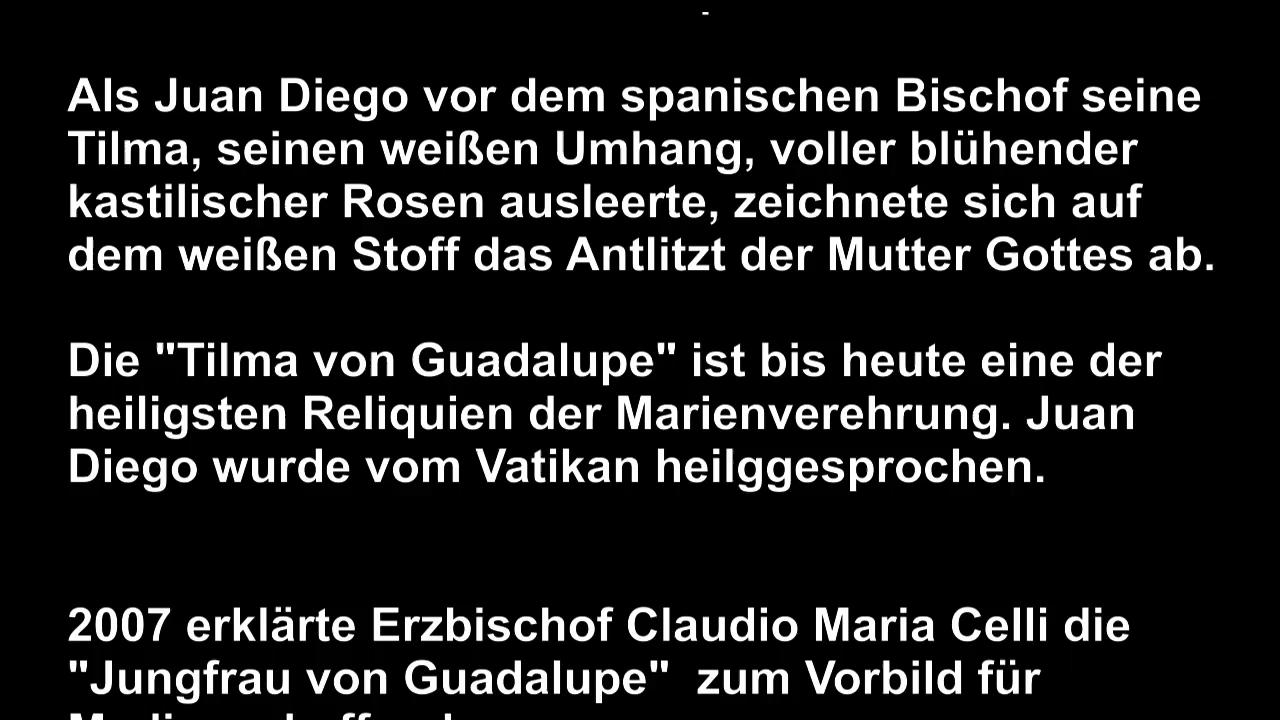 -
Als Juan Diego vor dem spanischen Bischof seine
Tilma, seinen weißen Umhang, voller blühender
kastilischer Rosen ausleerte, zeichnete sich auf
dem weißen Stoff das Antlitzt der Mutter Gottes ab.
Die "Tilma von Guadalupe" ist bis heute eine der
heiligsten Reliquien der Marienverehrung. Juan
Diego wurde vom Vatikan heilggesprochen.
2007 erklärte Erzbischof Claudio Maria Celli die
"Jungfrau von Guadalupe"  zum Vorbild für